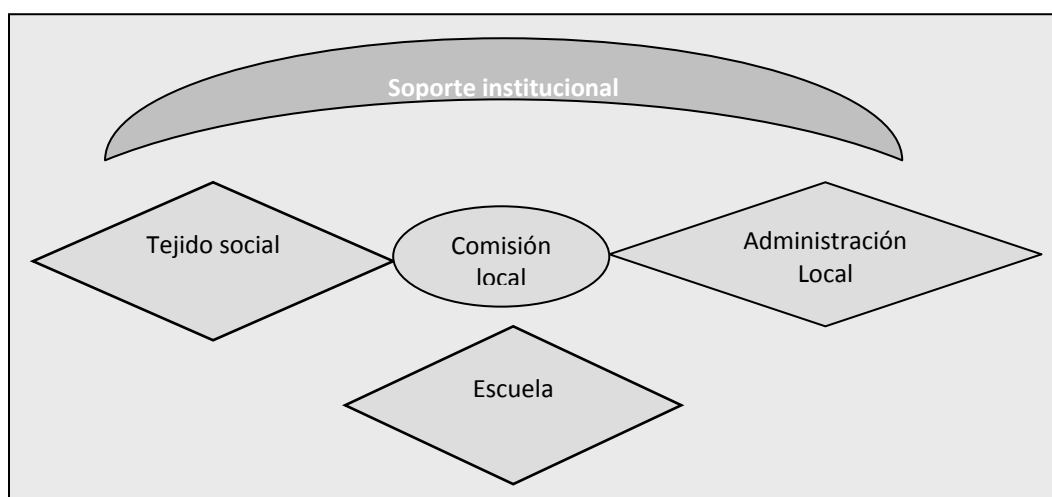 Soporte institucional
Tejido social
Comisión
local
Administración
Local
Escuela